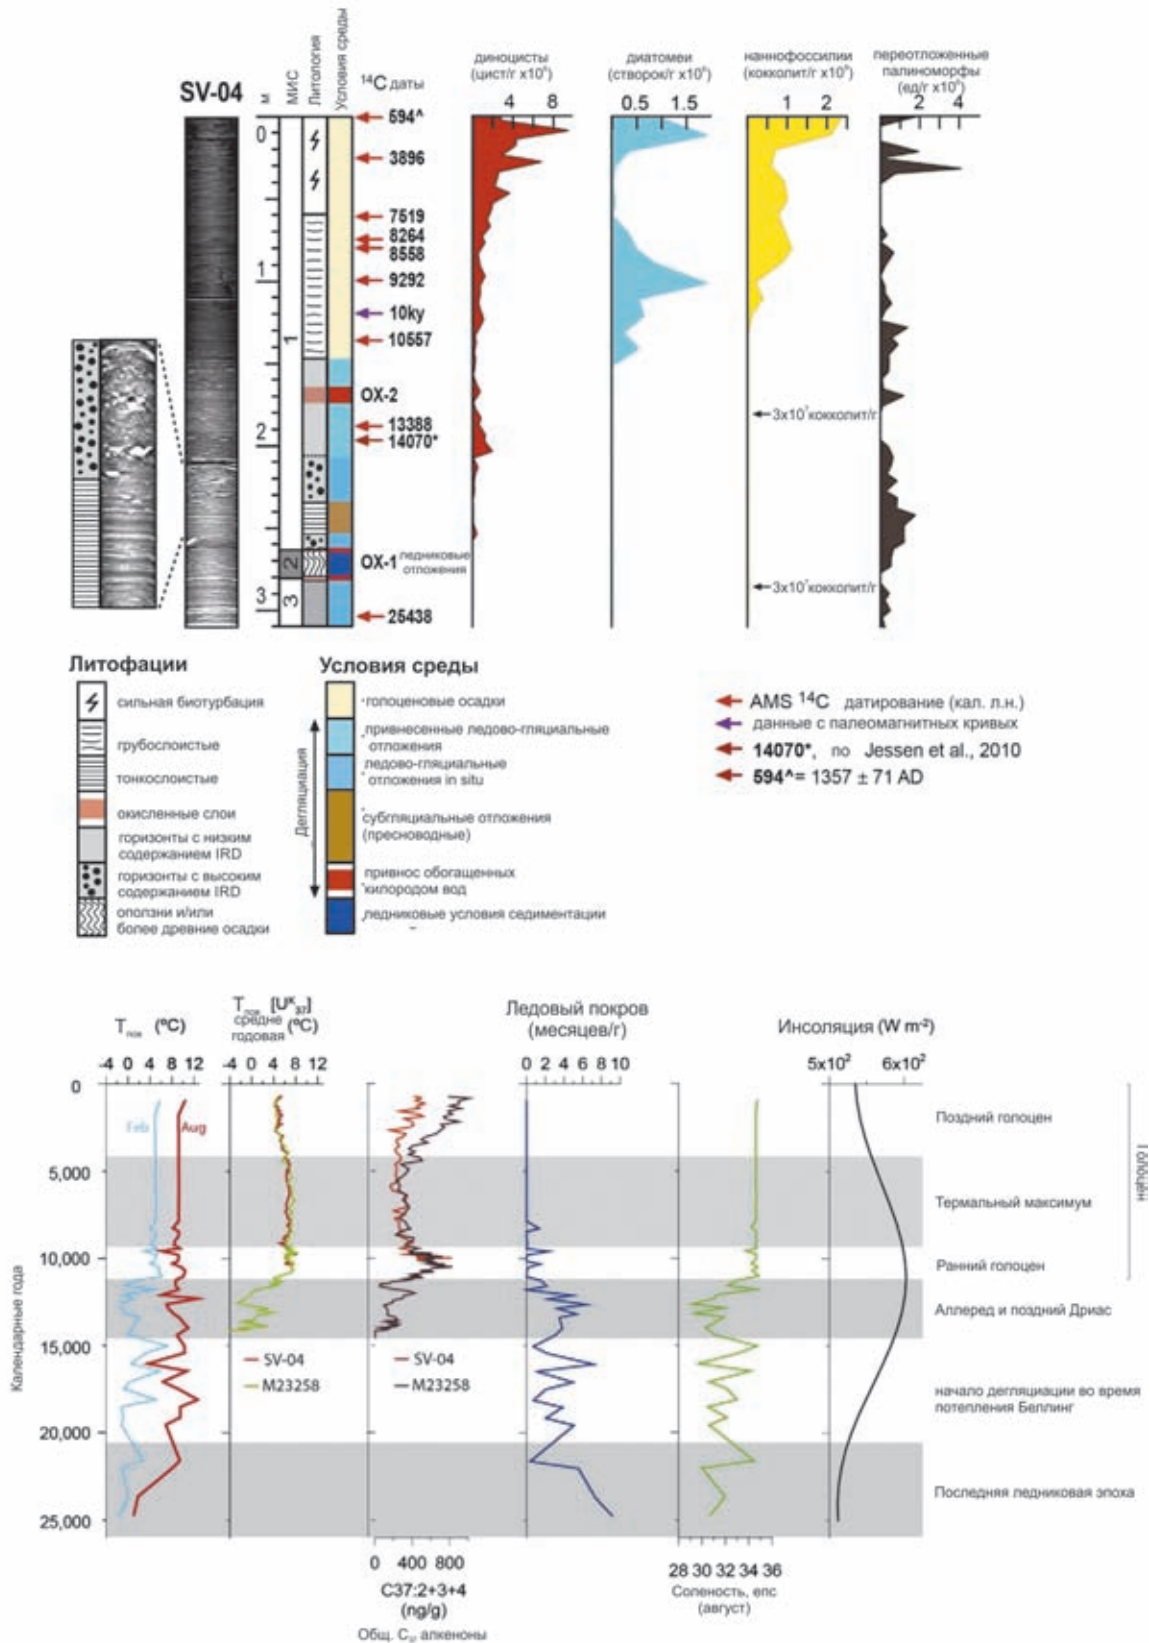 SV-04
м
МИС
Литология
Условия среды
¹⁴C даты
диноцисты
(цист/г x10⁶)
4 8
диатомеи
(створок/г x10⁶)
0.5 1.5
наннофоссилии
(кокколит/г x10⁸)
1 2
переотложенные
палиноморфы
(ед/г x10⁶)
2 4
0
594^
3896
7519
8264
8558
1
9292
10ky
1
10557
OX-2
3x10⁷кокколит/г
13388
2
14070*
2
OX-1 ледниковые
отложения
3x10⁷кокколит/г
3
3
25438
Литофации
сильная биотурбация
грубослоистые
тонкослоистые
окисленные слои
горизонты с низким
содержанием IRD
горизонты с высоким
содержанием IRD
оползни и/или
более древние осадки
Условия среды
голоценовые осадки
привнесенные ледово-гляциальные
отложения
ледово-гляциальные
отложения in situ
субгляциальные отложения
(пресноводные)
привнос обогащенных
килородом вод
ледниковые условия седиментации
Дегляциация
AMS ¹⁴C датирование (кал. л.н.)
данные с палеомагнитных кривых
14070*, по Jessen et al., 2010
594^= 1357 ± 71 AD
Tпов (ºC)
-4 0 4 8 12
Tпов [Uᴷ37]
средне
годовая (ºC)
-4 0 4 8 12
Ледовый покров
(месяцев/г)
0 2 4 6 8 10
Инсоляция (W m⁻²)
5x10² 6x10²
0
Feb
Aug
5,000
10,000
15,000
20,000
25,000
Календарные года
SV-04
M23258
SV-04
M23258
Поздний голоцен
Термальный максимум
Ранний голоцен
Голоцен
Аллеред и поздний Дриас
начало дегляциации во время
потепления Беллинг
Последняя ледниковая эпоха
0 400 800
C37:2+3+4
(ng/g)
Общ. C₃₇ алкеноны
28 30 32 34 36
Соленость, епс
(август)